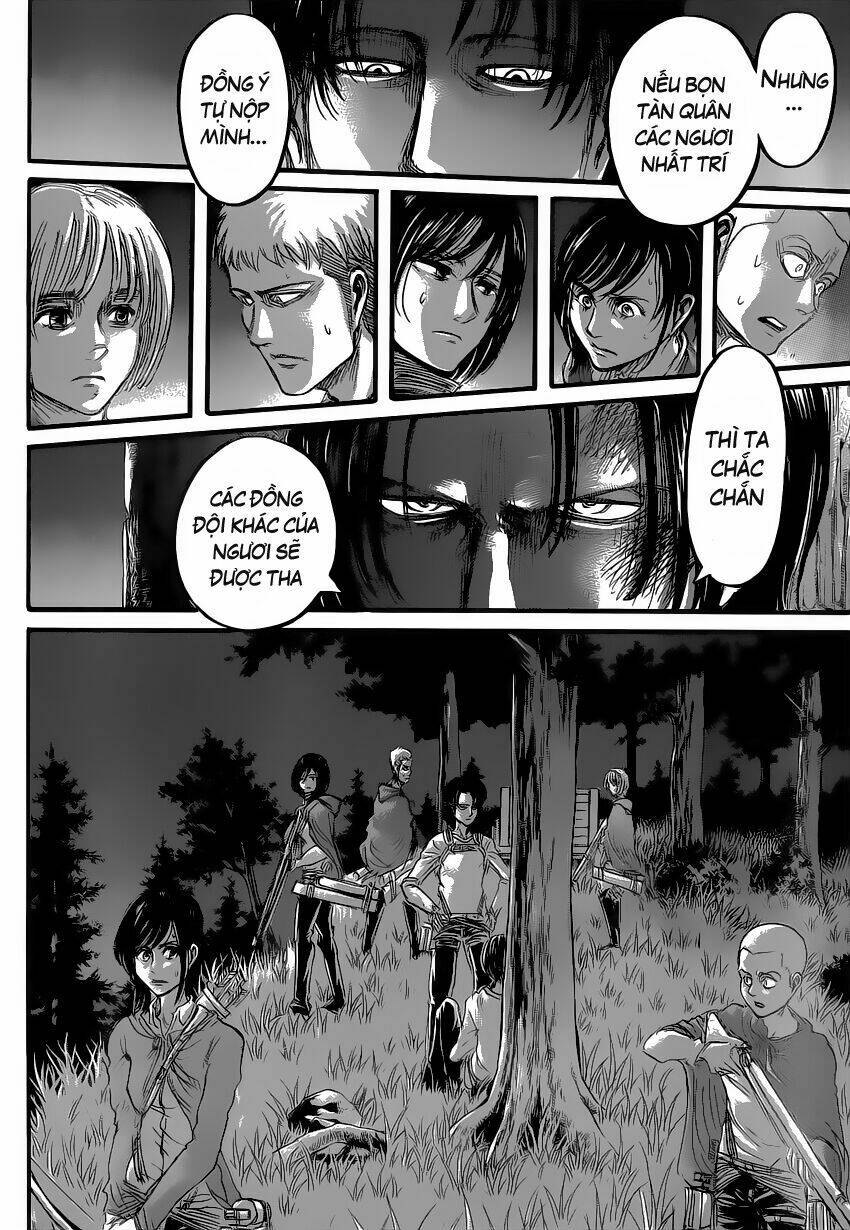 NHƯNG
...
NẾU BỌN
TÀN QUÂN
CÁC NGƯƠI
NHẤT TRÍ
ĐỒNG Ý
TỰ NỘP
MÌNH...
THÌ TA
CHẮC
CHẮN
CÁC ĐỒNG
ĐỘI KHÁC CỦA
NGƯƠI SẼ
ĐƯỢC THA